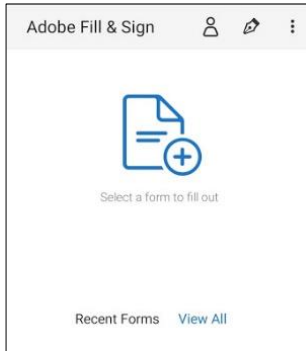 Adobe Fill & Sign
Select a form to fill out
Recent Forms View All